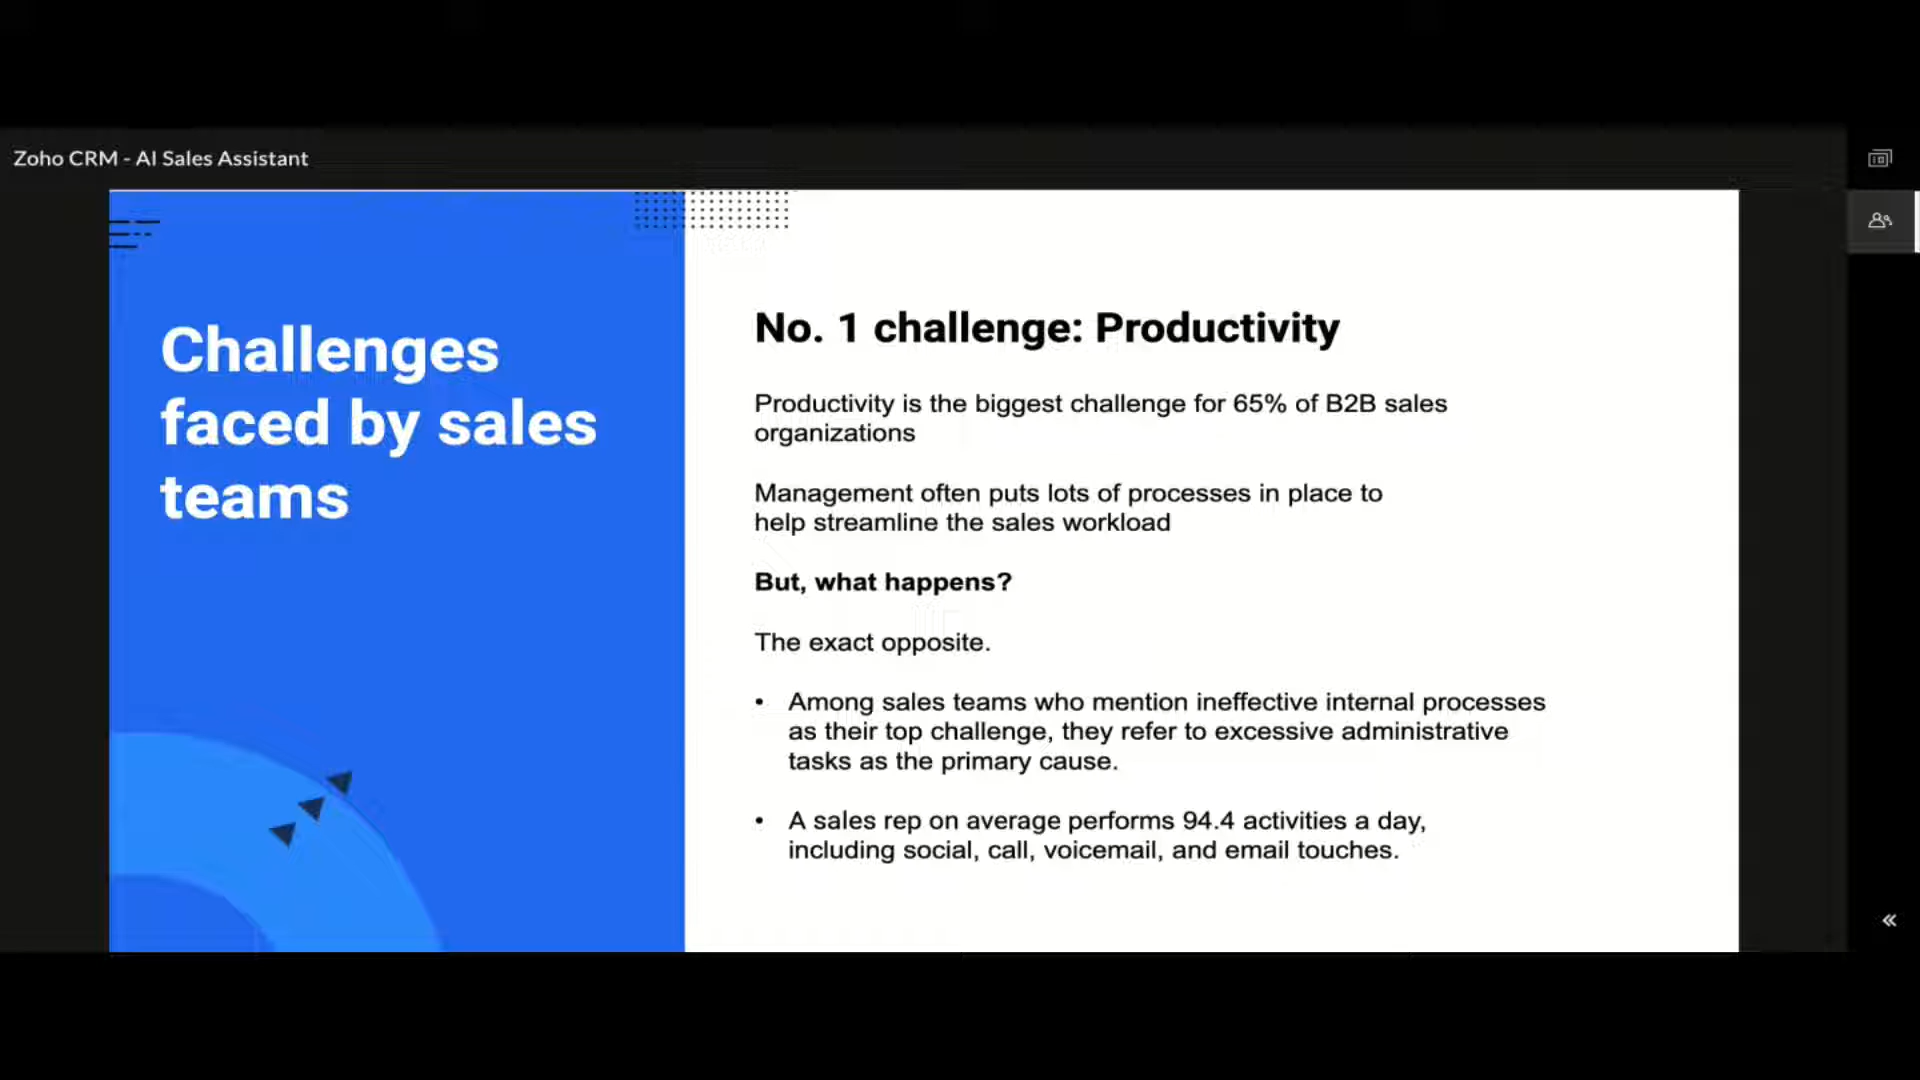 Zoho CRM - AI Sales Assistant
Challenges
faced by sales
teams
No. 1 challenge: Productivity
Productivity is the biggest challenge for 65% of B2B sales
organizations
Management often puts lots of processes in place to
help streamline the sales workload
But, what happens?
The exact opposite.
• Among sales teams who mention ineffective internal processes
as their top challenge, they refer to excessive administrative
tasks as the primary cause.
• A sales rep on average performs 94.4 activities a day,
including social, call, voicemail, and email touches.